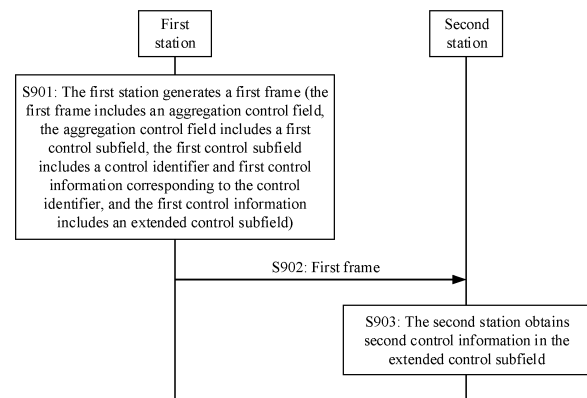 First
station
Second
station
S901: The first station generates a first frame (the
first frame includes an aggregation control field,
the aggregation control field includes a first
control subfield, the first control subfield
includes a control identifier and first control
information corresponding to the control
identifier, and the first control information
includes an extended control subfield)
S902: First frame
S903: The second station obtains
second control information in the
extended control subfield